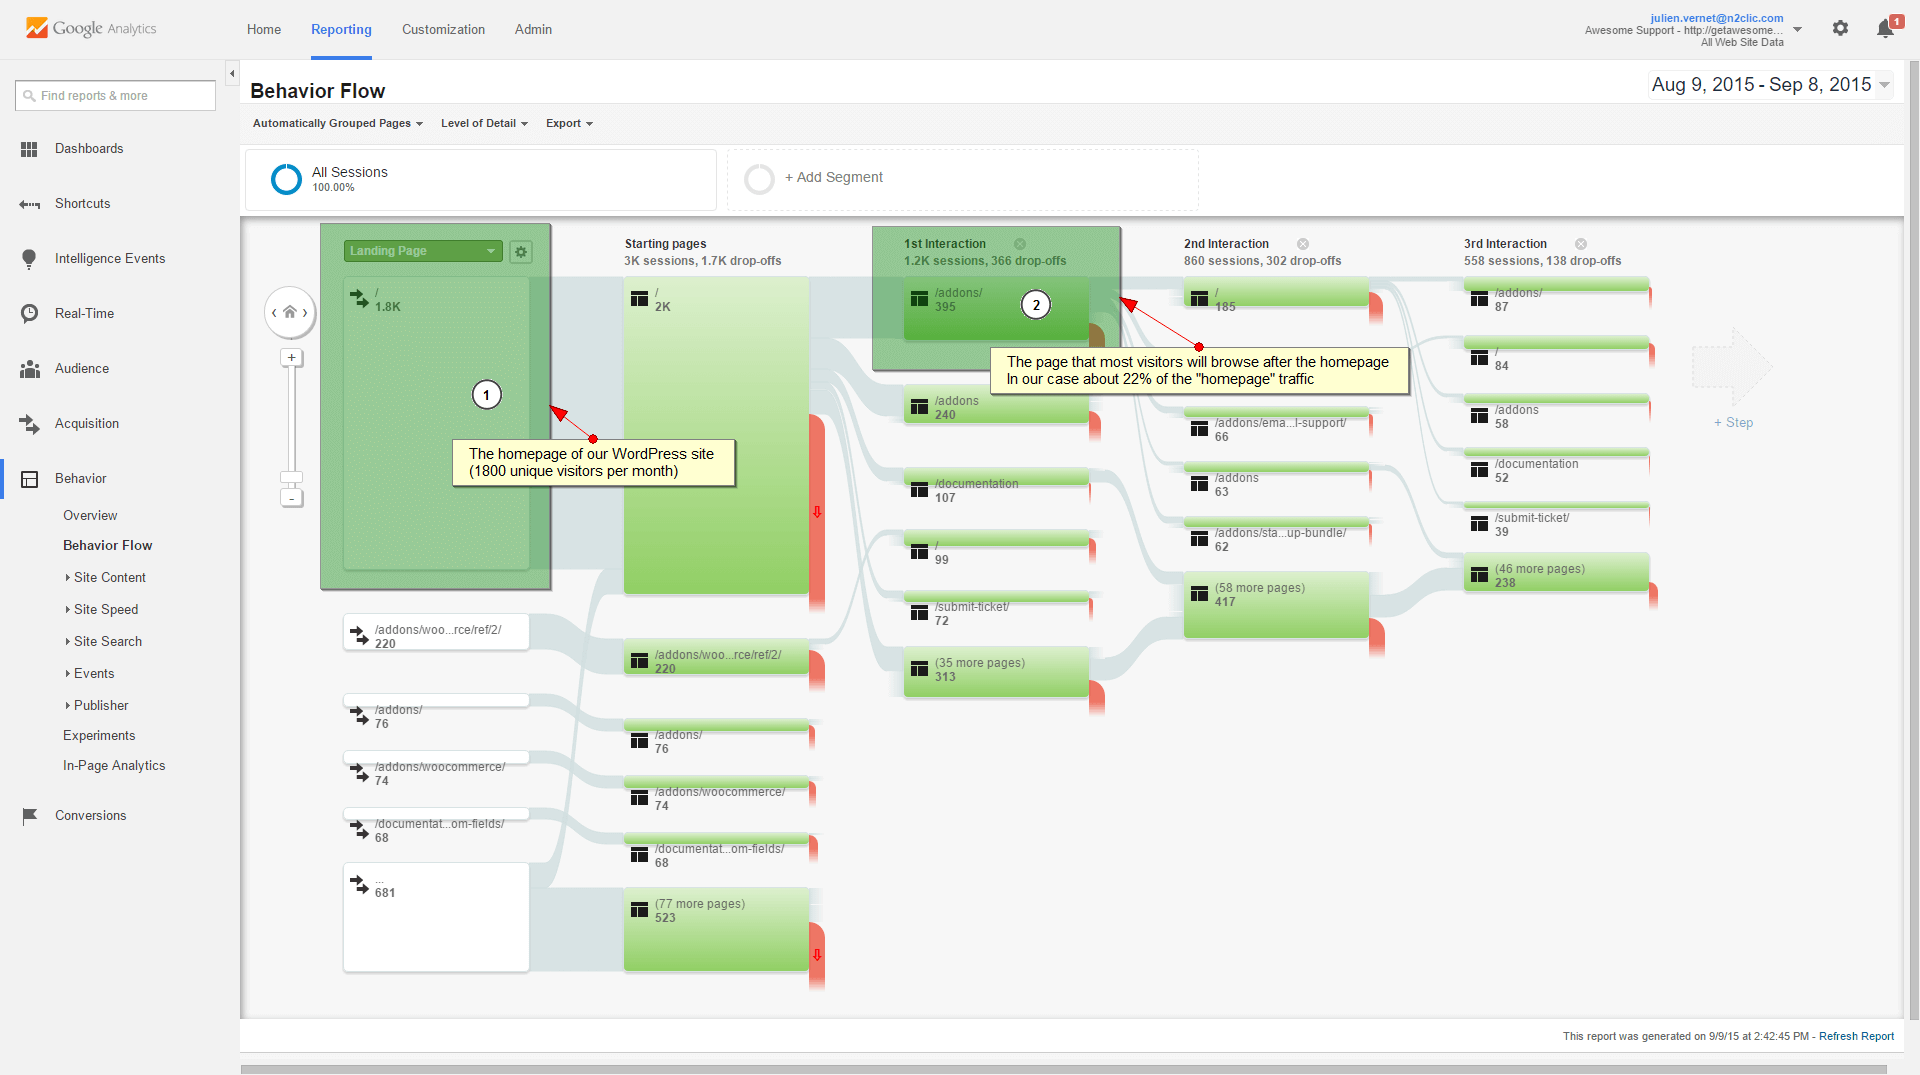 Google Analytics
Home
Reporting
Customization
Admin
julien.vernet@n2clic.com
Awesome Support - http://getawesome...
All Web Site Data
1
Find reports & more
Dashboards
Shortcuts
Intelligence Events
Real-Time
Audience
Acquisition
Behavior
Overview
Behavior Flow
Site Content
Site Speed
Site Search
Events
Publisher
Experiments
In-Page Analytics
Conversions
Behavior Flow
Aug 9, 2015 - Sep 8, 2015
Automatically Grouped Pages
Level of Detail
Export
All Sessions
100.00%
+ Add Segment
+
-
Landing Page
/
1.8K
1
The homepage of our WordPress site
(1800 unique visitors per month)
/addons/woo...rce/ref/2/
220
/addons/
76
/addons/woocommerce/
74
/documentat...om-fields/
68
...
681
Starting pages
3K sessions, 1.7K drop-offs
/
2K
/addons/woo...rce/ref/2/
220
/addons/
76
/addons/woocommerce/
74
/documentat...om-fields/
68
(77 more pages)
523
1st Interaction
1.2K sessions, 366 drop-offs
/addons/
395
2
The page that most visitors will browse after the homepage
In our case about 22% of the "homepage" traffic
/addons
240
/documentation
107
/
99
/submit-ticket/
72
(35 more pages)
313
2nd Interaction
860 sessions, 302 drop-offs
/
185
/addons/ema...l-support/
66
/addons
63
/addons/sta...up-bundle/
62
(58 more pages)
417
3rd Interaction
558 sessions, 138 drop-offs
/addons/
87
/
84
/addons
58
/documentation
52
/submit-ticket/
39
(46 more pages)
238
+ Step
This report was generated on 9/9/15 at 2:42:45 PM - Refresh Report